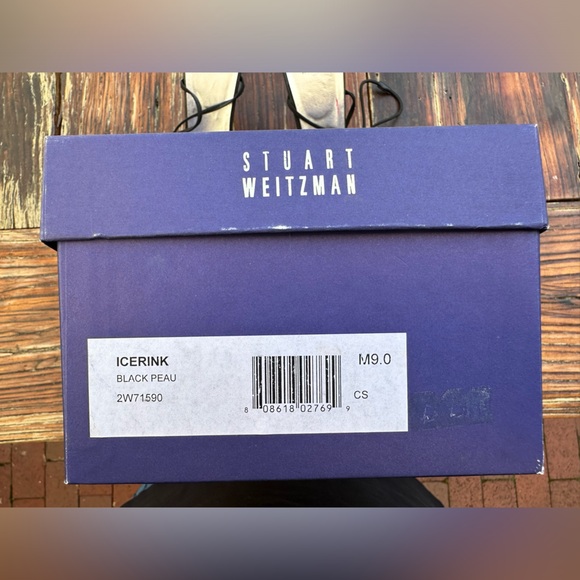 STUART
WEITZMAN
ICERINK
M9.0
BLACK PEAU
2W71590
CS
8 08618 02769 9